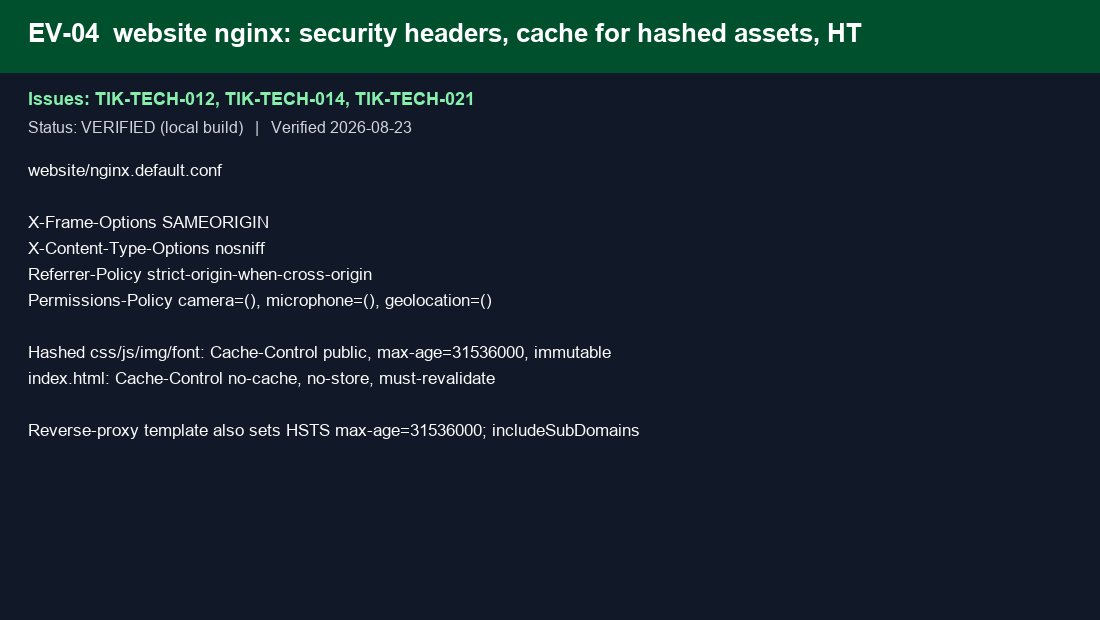 EV-04  website nginx: security headers, cache for hashed assets, HT
Issues: TIK-TECH-012, TIK-TECH-014, TIK-TECH-021
Status: VERIFIED (local build)  |  Verified 2026-08-23
website/nginx.default.conf
X-Frame-Options SAMEORIGIN
X-Content-Type-Options nosniff
Referrer-Policy strict-origin-when-cross-origin
Permissions-Policy camera=(), microphone=(), geolocation=()
Hashed css/js/img/font: Cache-Control public, max-age=31536000, immutable
index.html: Cache-Control no-cache, no-store, must-revalidate
Reverse-proxy template also sets HSTS max-age=31536000; includeSubDomains